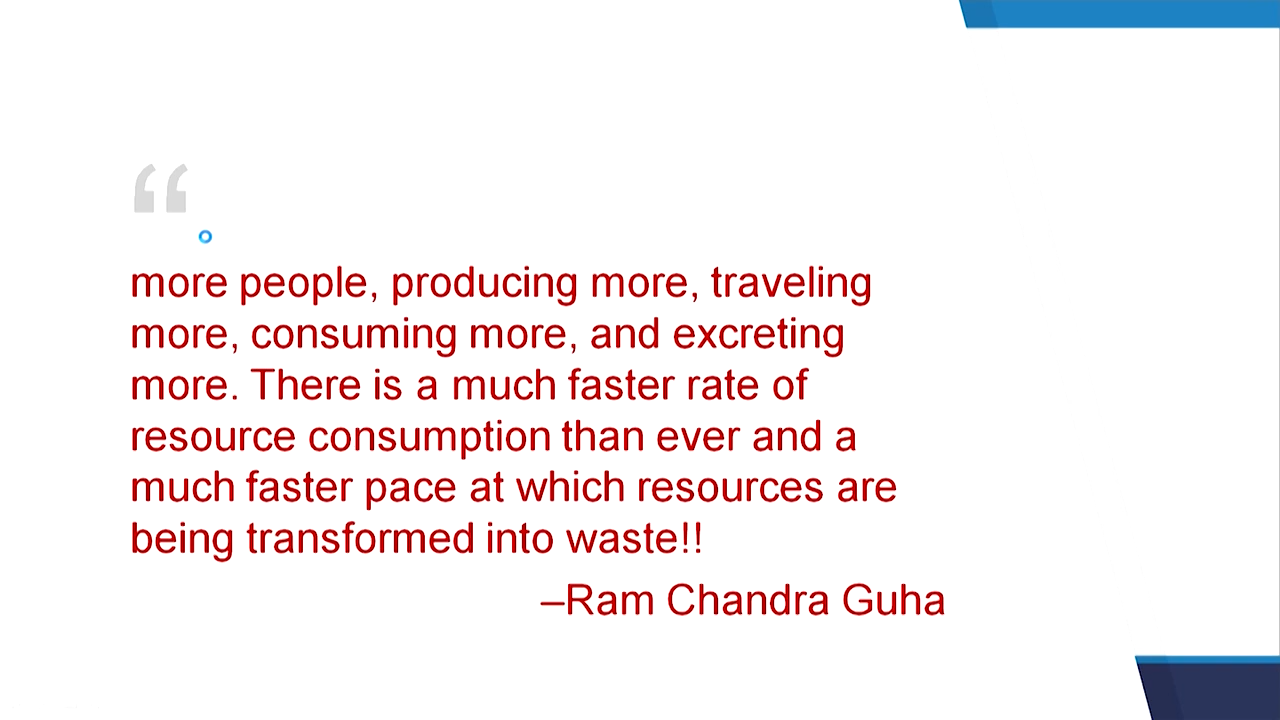 “
more people, producing more, traveling
more, consuming more, and excreting
more. There is a much faster rate of
resource consumption than ever and a
much faster pace at which resources are
being transformed into waste!!
–Ram Chandra Guha